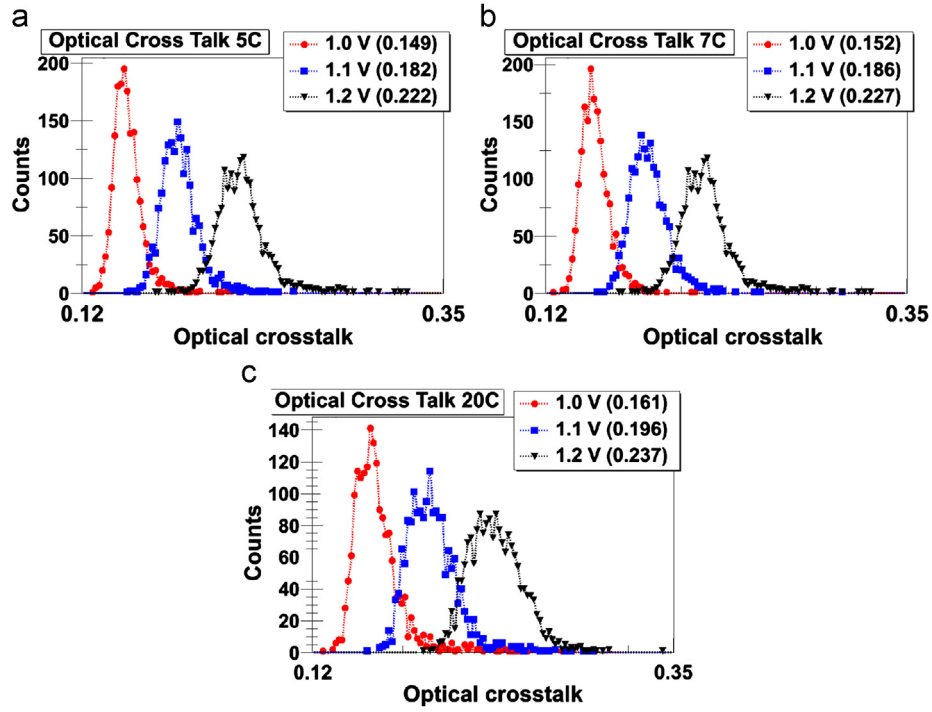 a
Optical Cross Talk 5C
1.0 V (0.149)
1.1 V (0.182)
1.2 V (0.222)
200
150
100
50
0
Counts
0.12
0.35
Optical crosstalk
b
Optical Cross Talk 7C
1.0 V (0.152)
1.1 V (0.186)
1.2 V (0.227)
200
150
100
50
0
Counts
0.12
0.35
Optical crosstalk
c
Optical Cross Talk 20C
1.0 V (0.161)
1.1 V (0.196)
1.2 V (0.237)
140
120
100
80
60
40
20
0
Counts
0.12
0.35
Optical crosstalk